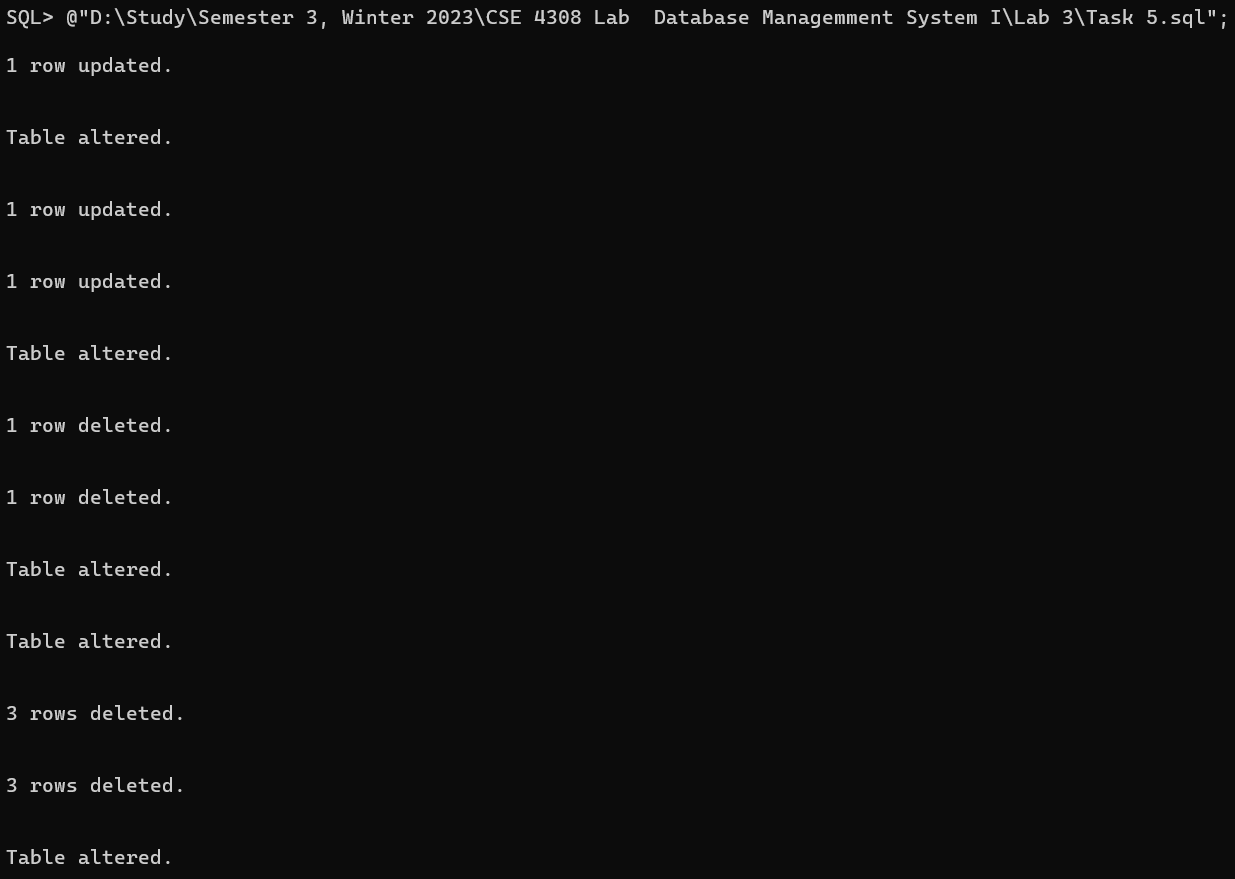 SQL> @"D:\Study\Semester 3, Winter 2023\CSE 4308 Lab  Database Managemment System I\Lab 3\Task 5.sql";
1 row updated.
Table altered.
1 row updated.
1 row updated.
Table altered.
1 row deleted.
1 row deleted.
Table altered.
Table altered.
3 rows deleted.
3 rows deleted.
Table altered.